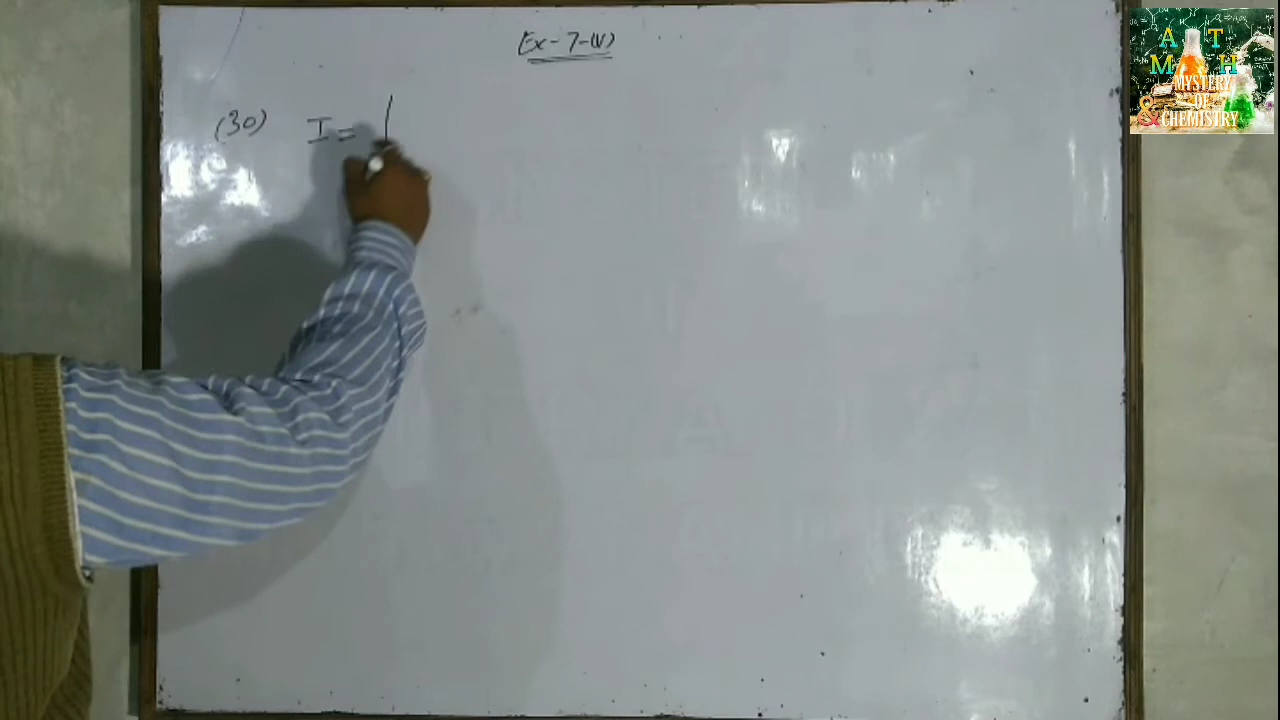 Ex-7-(V)
(30) I =
MATH
MYSTERY
OF
& CHEMISTRY